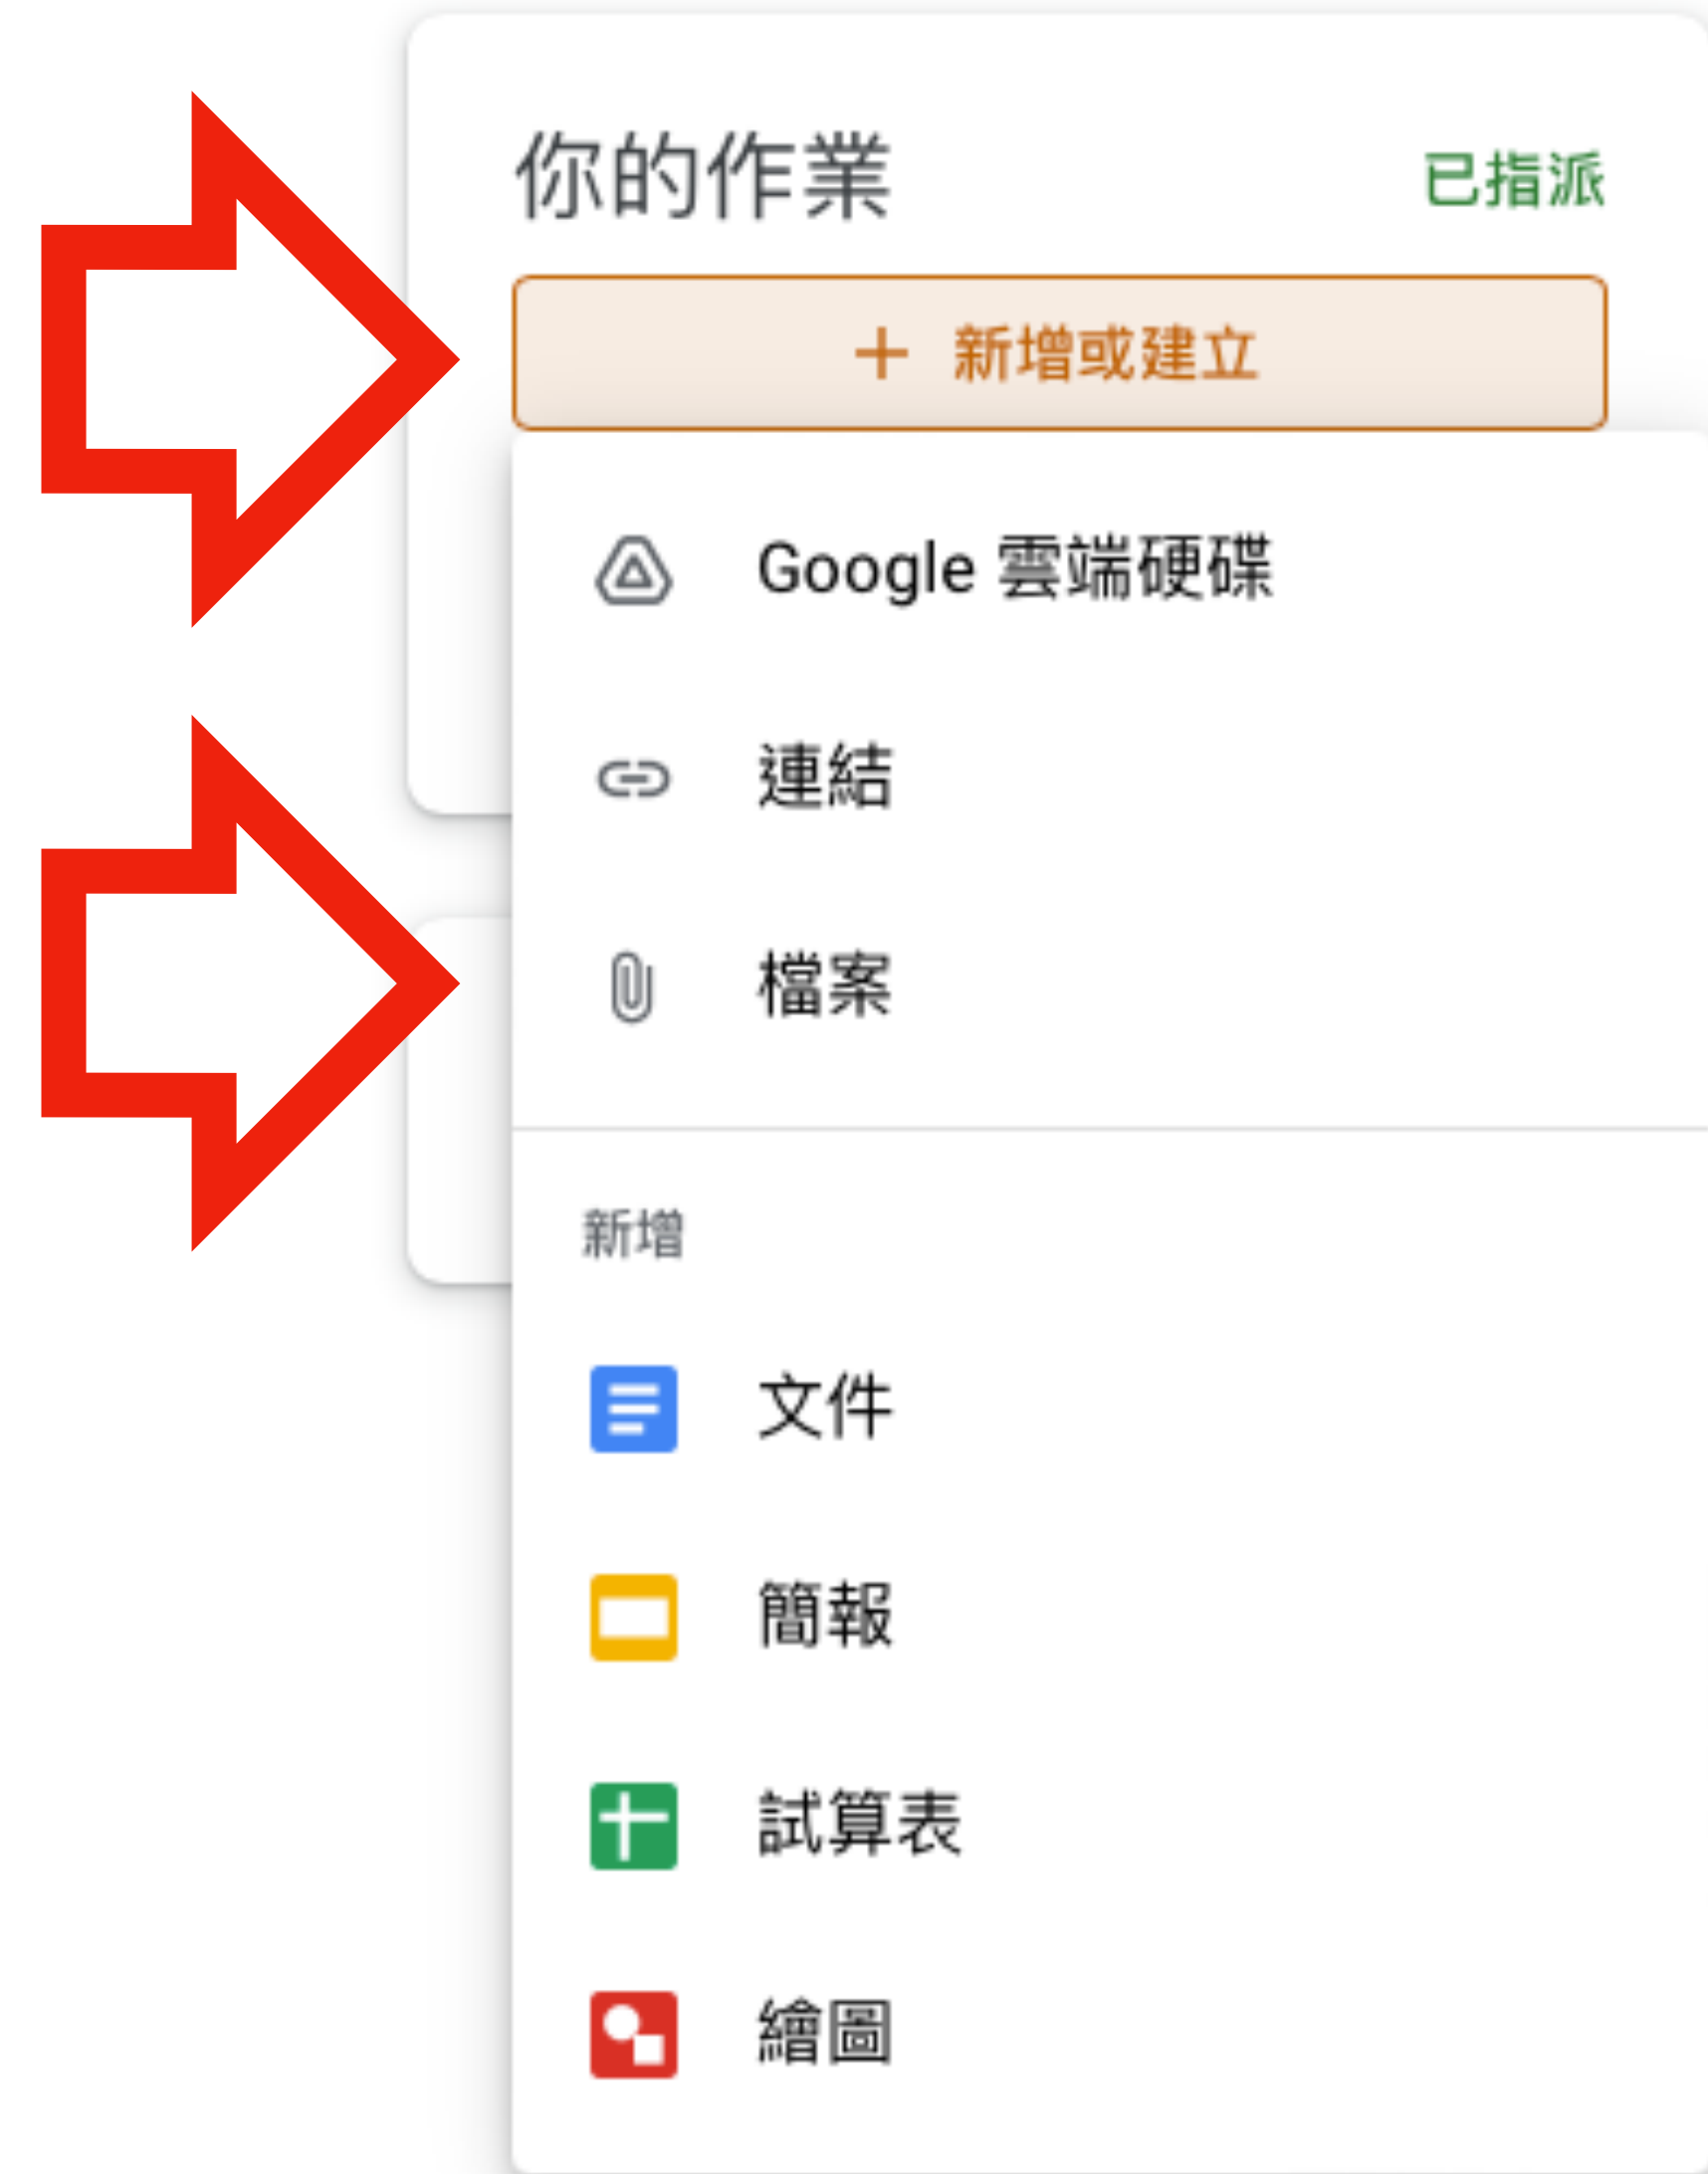 你的作業
已指派
+ 新增或建立
Google 雲端硬碟
連結
檔案
新增
文件
簡報
試算表
繪圖